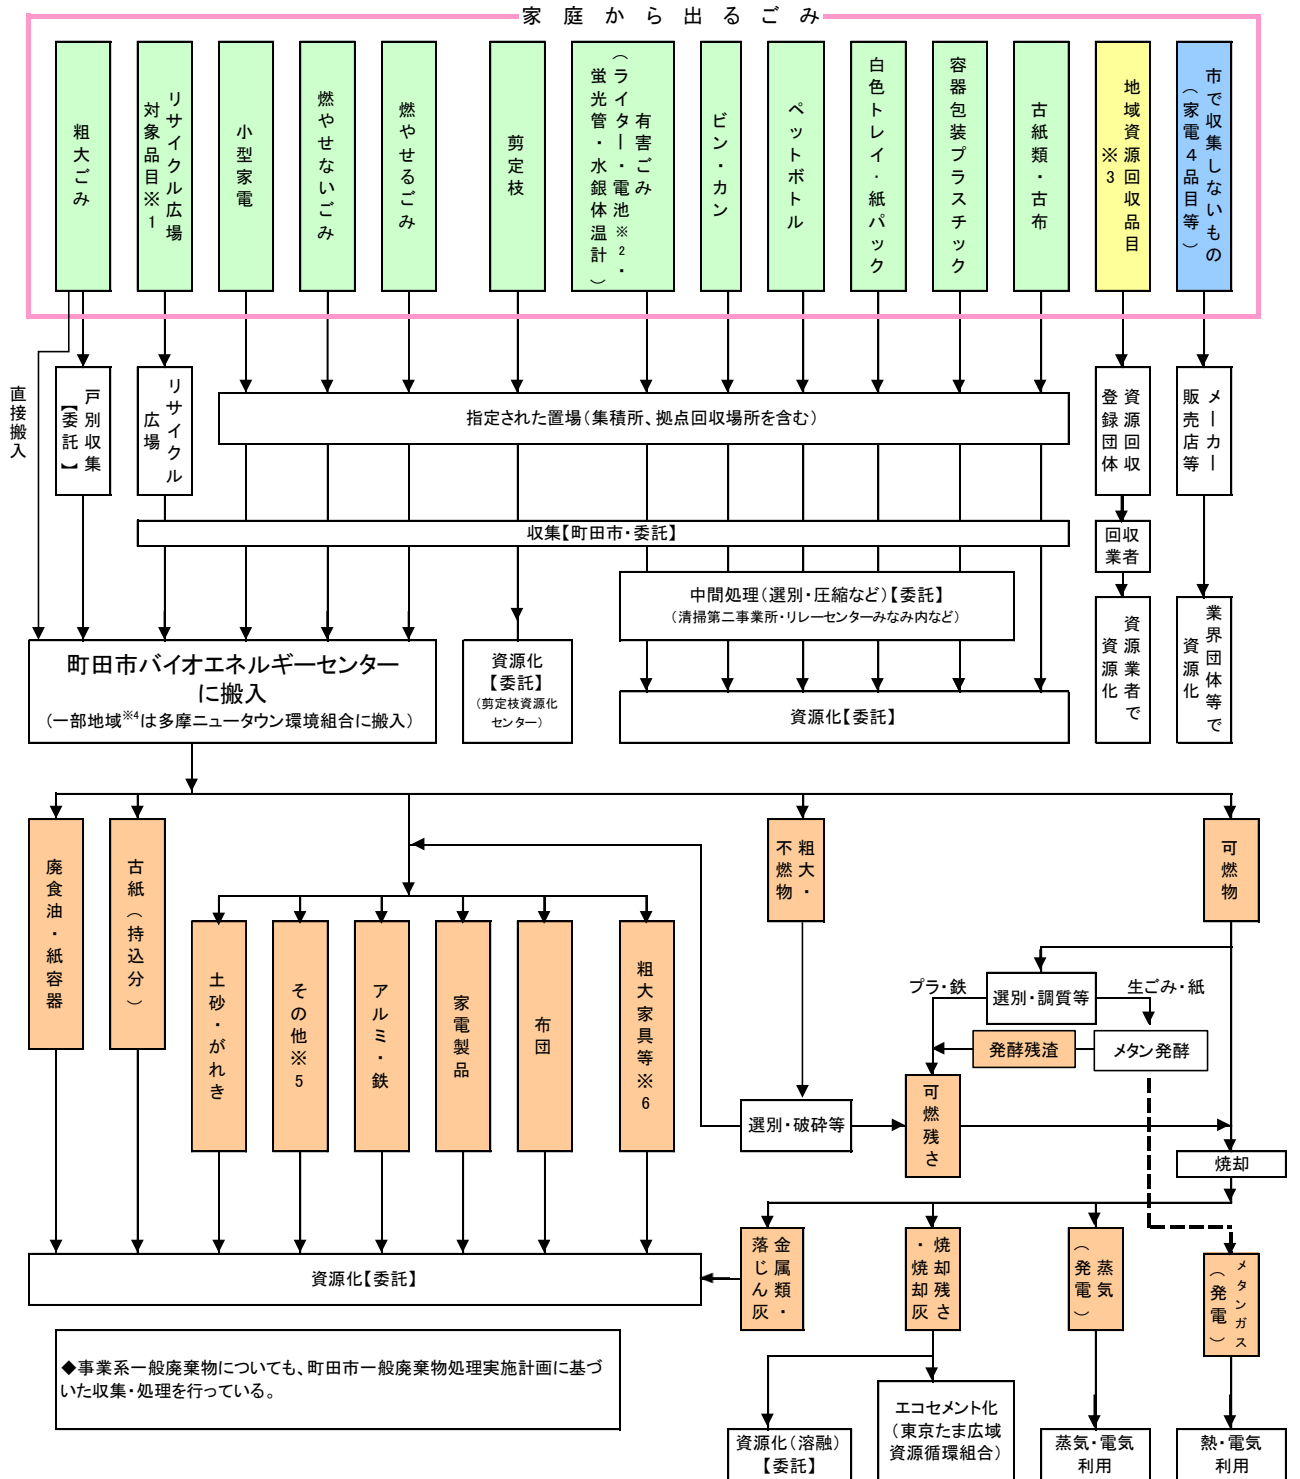 家庭から出るごみ
粗大ごみ
リサイクル広場
対象品目※1
小型家電
燃やせないごみ
燃やせるごみ
剪定枝
有害ごみ
（ライター・電池※2・
蛍光管・水銀体温計）
ビン・カン
ペットボトル
白色トレイ・紙パック
容器包装プラスチック
古紙類・古布
地域資源回収品目
※3
市で収集しないもの
（家電４品目等）
直接搬入
戸別収集
【委託】
リサイクル
広場
指定された置場（集積所、拠点回収場所を含む）
資源回収
登録団体
メーカー
販売店等
収集【町田市・委託】
回収
業者
中間処理（選別・圧縮など）【委託】
（清掃第二事業所・リレーセンターみなみ内など）
町田市バイオエネルギーセンター
に搬入
（一部地域※4は多摩ニュータウン環境組合に搬入）
資源化
【委託】
（剪定枝資源化
センター）
資源化【委託】
資源業者で
資源化
業界団体等で
資源化
廃食油・紙容器
古紙（持込分）
粗大・
不燃物
可燃物
土砂・がれき
その他※5
アルミ・鉄
家電製品
布団
粗大家具等※6
プラ・鉄
選別・調質等
生ごみ・紙
発酵残渣
メタン発酵
可燃残さ
選別・破砕等
焼却
資源化【委託】
金属類・
落じん灰
焼却残さ
・焼却灰
蒸気
（発電）
メタンガス
（発電）
◆事業系一般廃棄物についても、町田市一般廃棄物処理実施計画に基づ
いた収集・処理を行っている。
資源化（溶融）
【委託】
エコセメント化
（東京たま広域
資源循環組合）
蒸気・電気
利用
熱・電気
利用